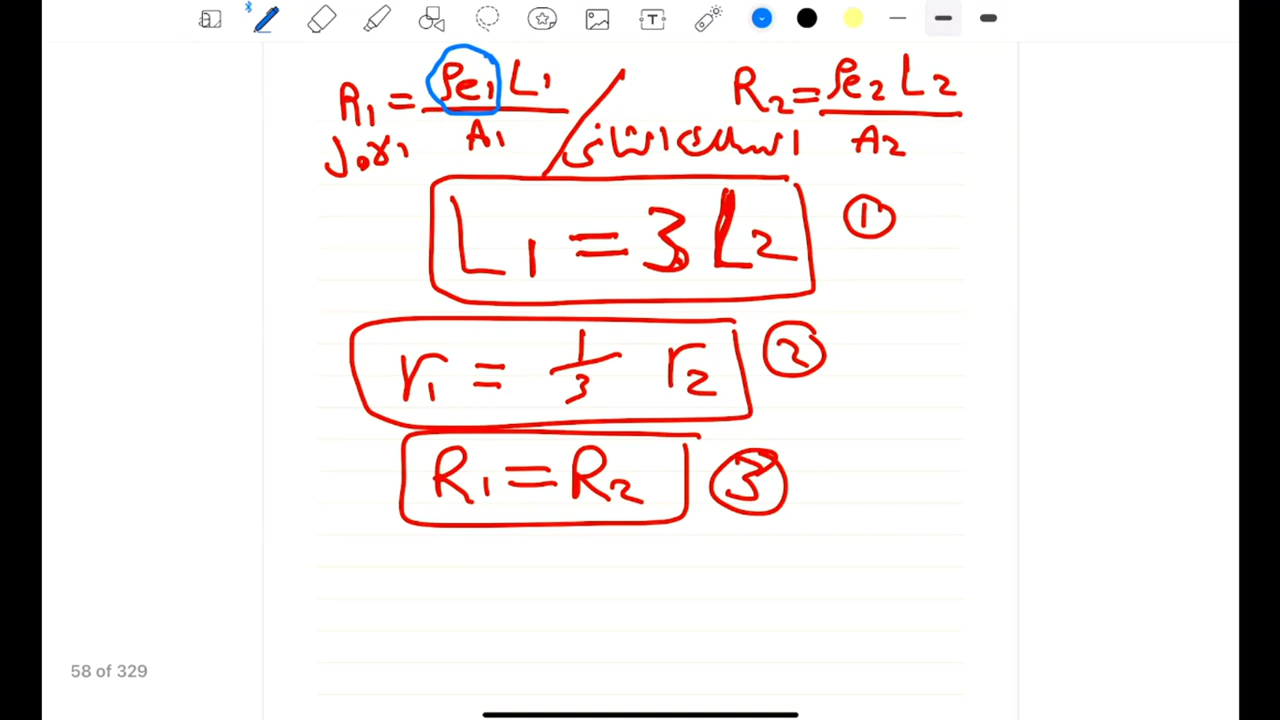 R1 = ρe1 L1 / A1
R2 = ρe2 L2 / A2
L1 = 3 L2 ①
r1 = 1/3 r2 ②
R1 = R2 ③
58 of 329